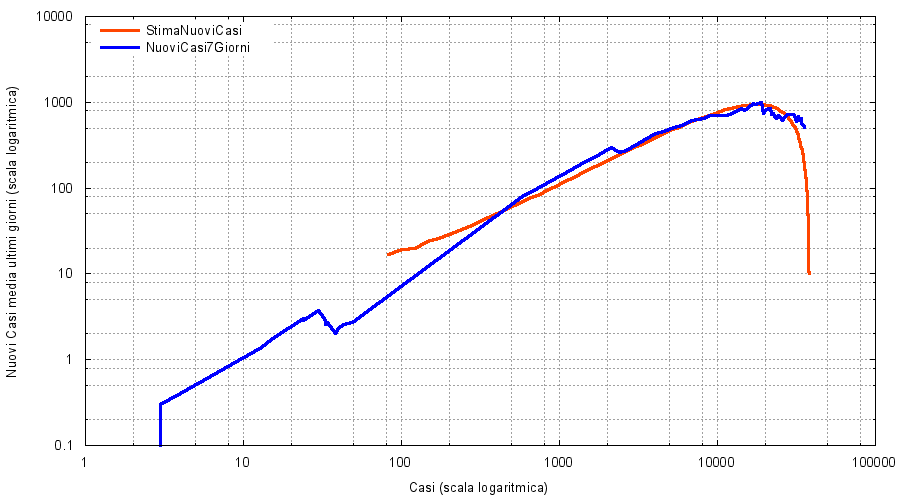 10000
1000
100
10
1
0.1
StimaNuoviCasi
NuoviCasi7Giorni
Nuovi Casi media ultimi giorni (scala logaritmica)
1 10 100 1000 10000 100000
Casi (scala logaritmica)